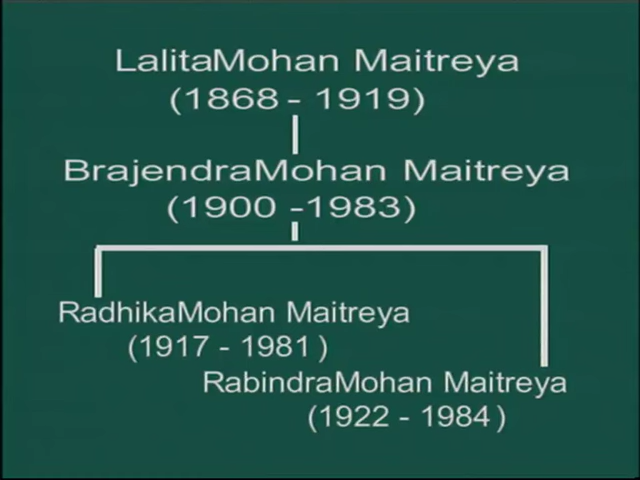 LalitaMohan Maitreya
(1868 - 1919)
BrajendraMohan Maitreya
(1900 -1983)
RadhikaMohan Maitreya
(1917 - 1981)
RabindraMohan Maitreya
(1922 - 1984)